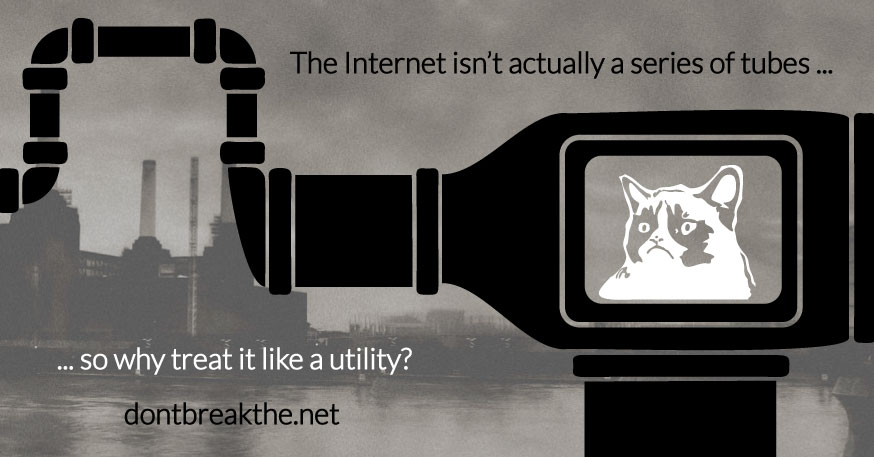 The Internet isn’t actually a series of tubes ...
... so why treat it like a utility?
dontbreakthe.net